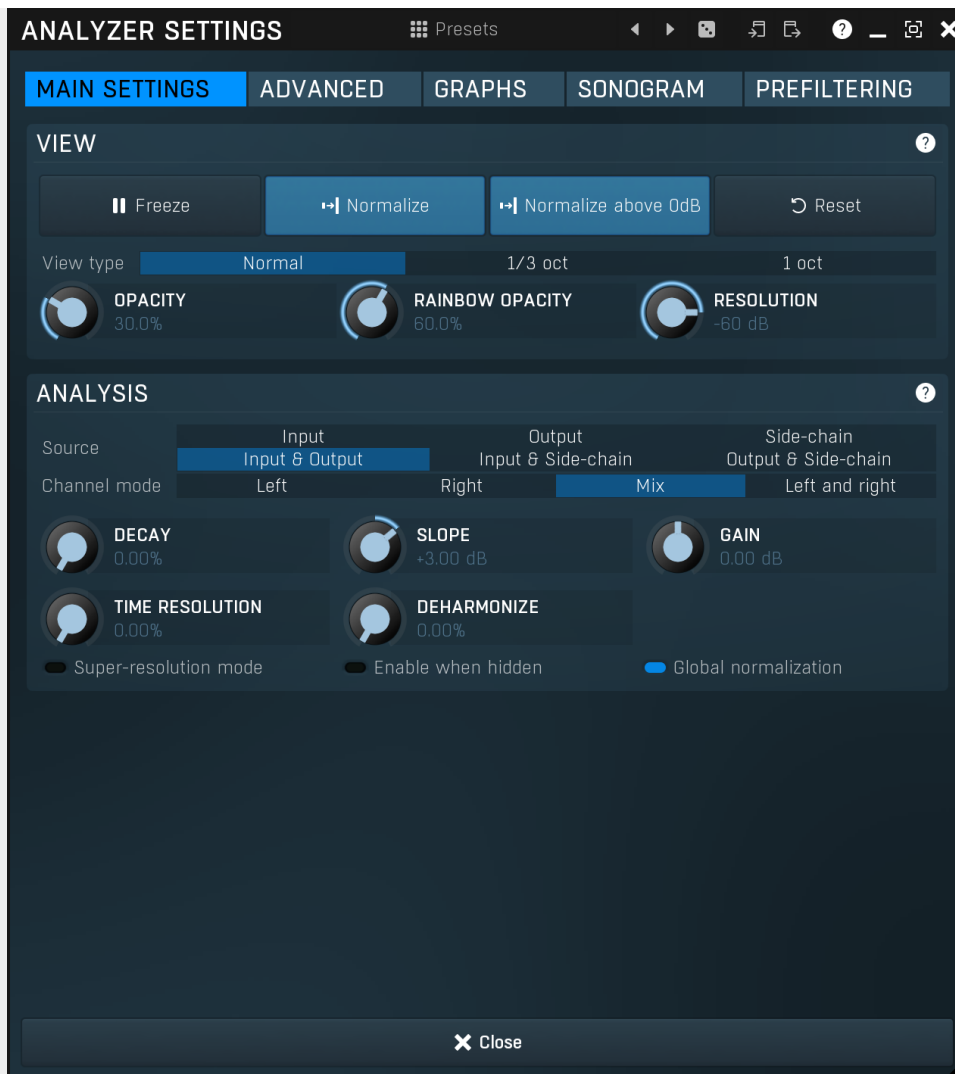 ANALYZER SETTINGS Presets ?
MAIN SETTINGS ADVANCED GRAPHS SONOGRAM PREFILTERING
VIEW ?
Freeze Normalize Normalize above 0dB Reset
View type Normal 1/3 oct 1 oct
OPACITY RAINBOW OPACITY RESOLUTION
30.0% 60.0% -60 dB
ANALYSIS ?
Source Input Output Side-chain
Input & Output Input & Side-chain Output & Side-chain
Channel mode Left Right Mix Left and right
DECAY SLOPE GAIN
0.00% +3.00 dB 0.00 dB
TIME RESOLUTION DEHARMONIZE
0.00% 0.00%
Super-resolution mode Enable when hidden Global normalization
Close